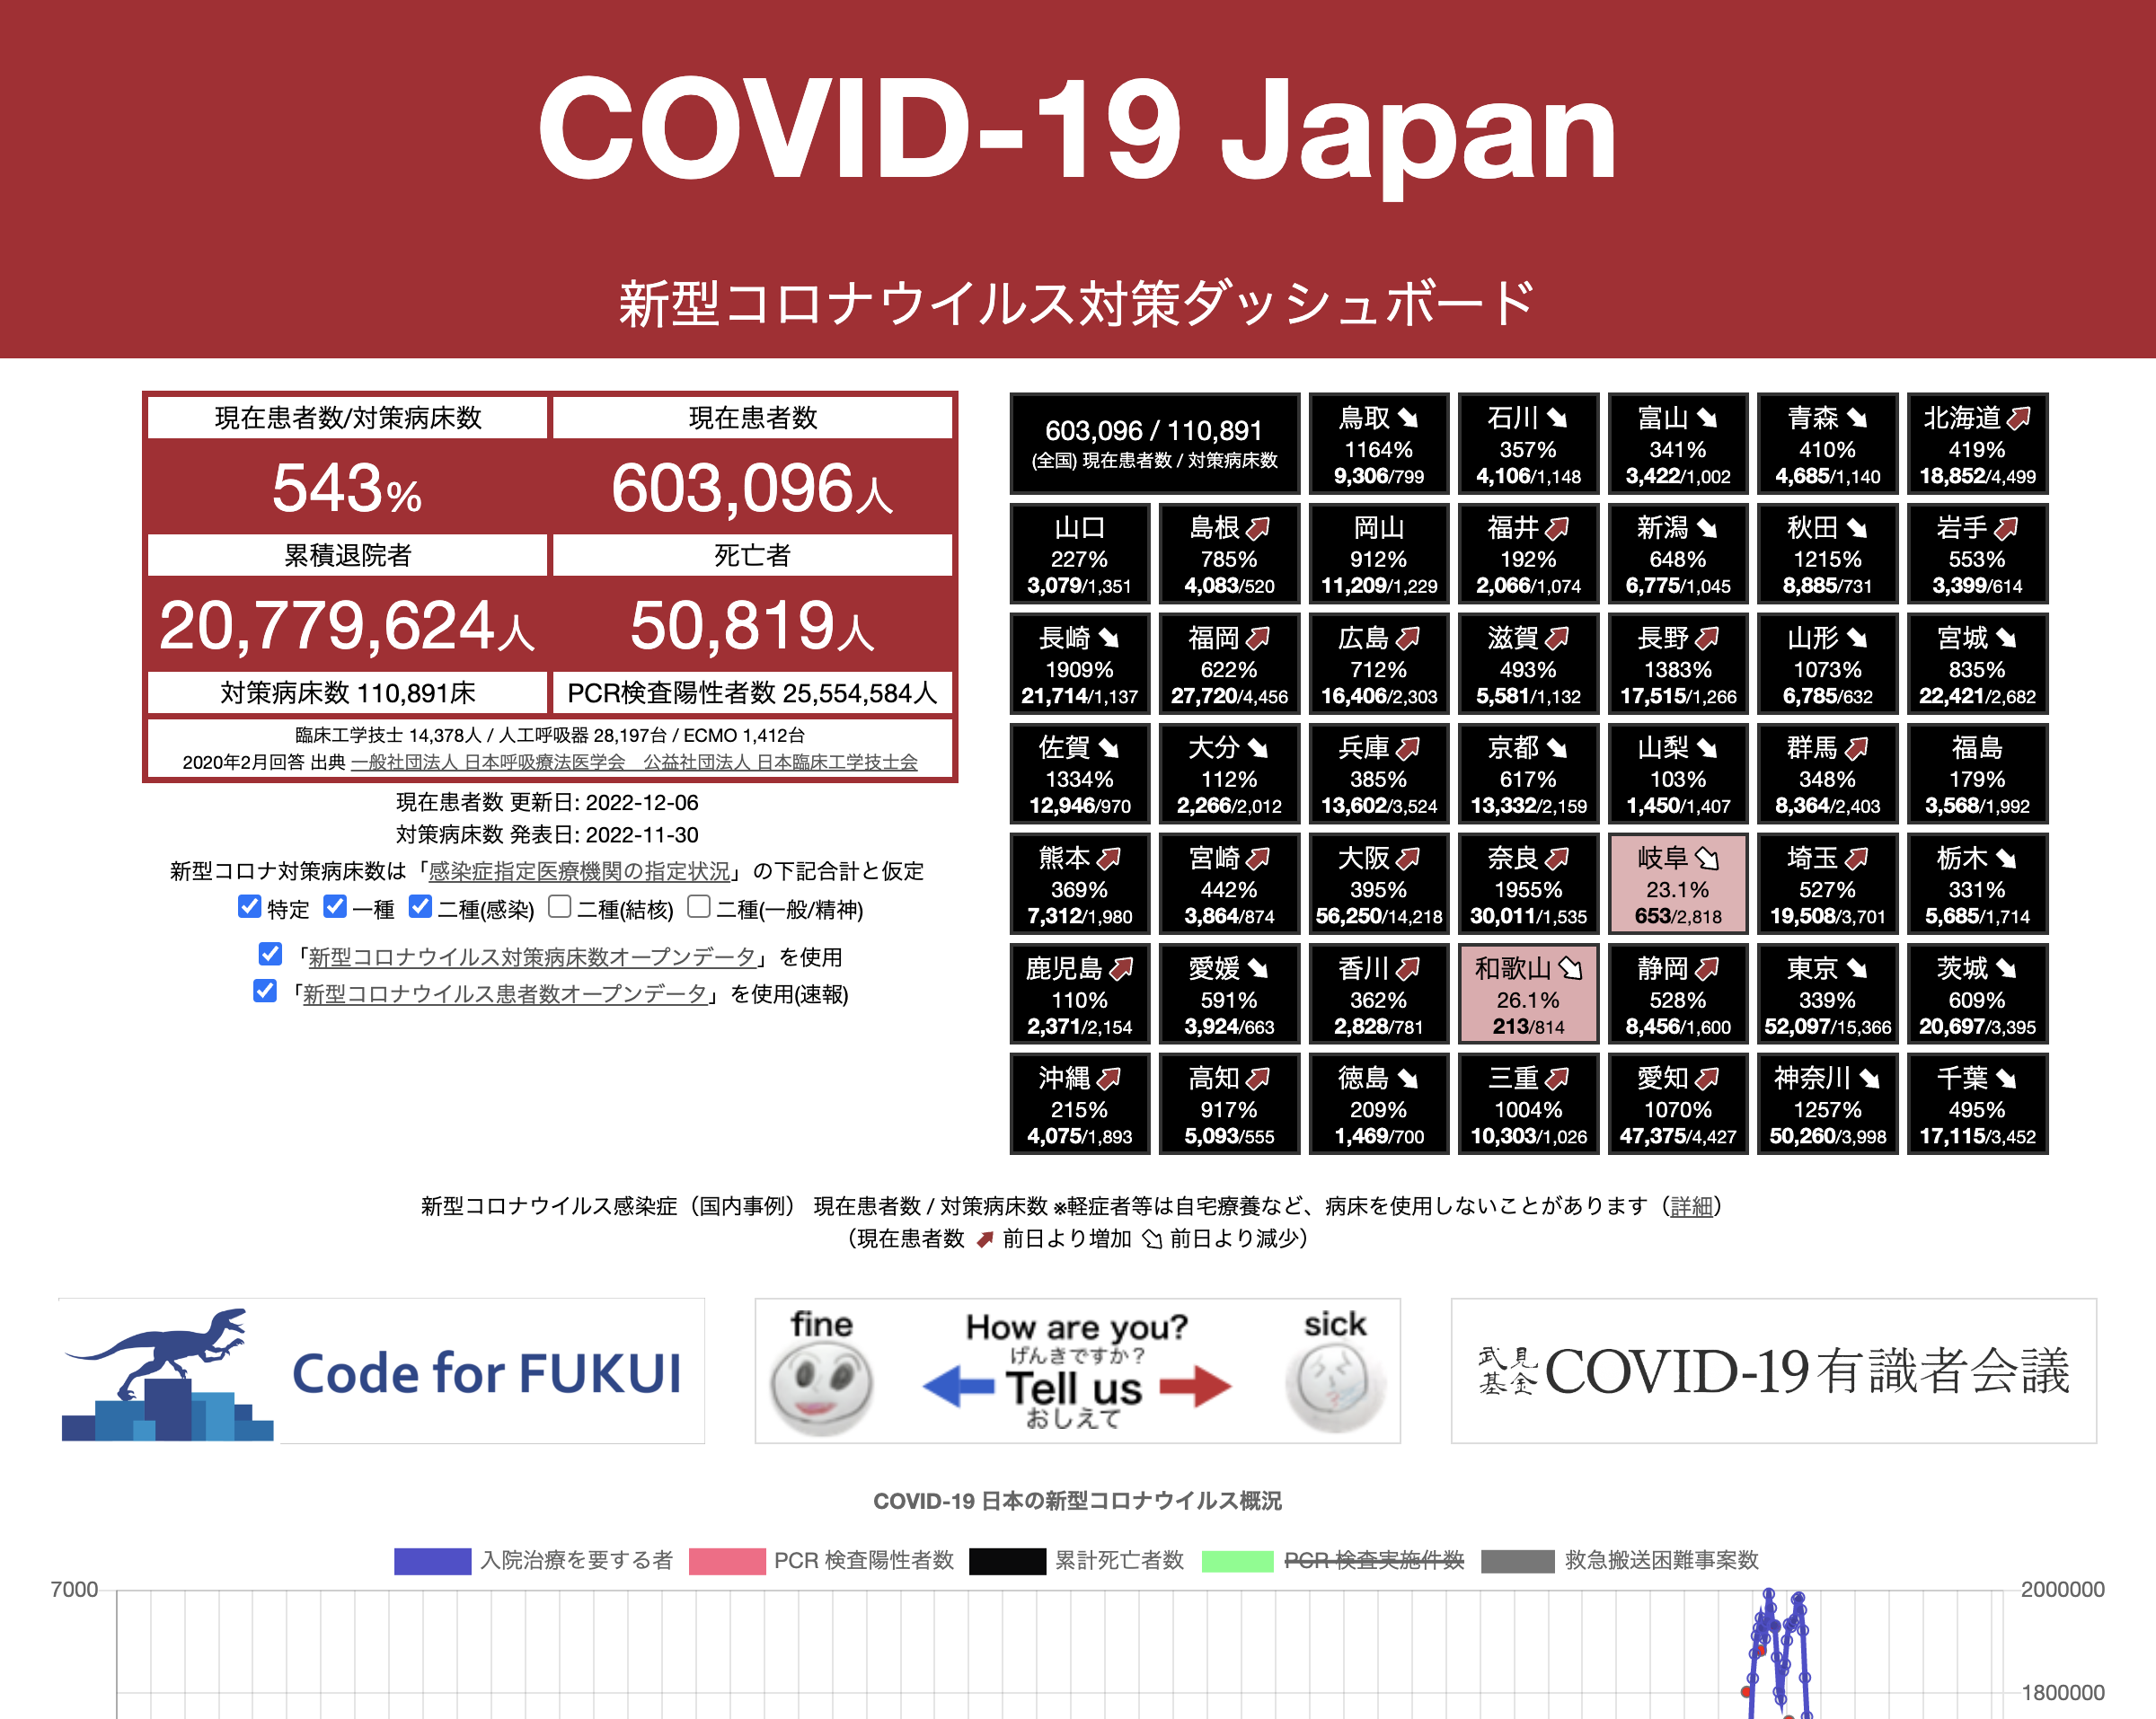 COVID-19 Japan
新型コロナウイルス対策ダッシュボード
現在患者数/対策病床数
現在患者数
543%
603,096人
累積退院者
死亡者
20,779,624人
50,819人
対策病床数 110,891床
PCR検査陽性者数 25,554,584人
臨床工学技士 14,378人 / 人工呼吸器 28,197台 / ECMO 1,412台
2020年2月回答 出典 一般社団法人 日本呼吸療法医学会　公益社団法人 日本臨床工学技士会
現在患者数 更新日: 2022-12-06
対策病床数 発表日: 2022-11-30
新型コロナ対策病床数は「感染症指定医療機関の指定状況」の下記合計と仮定
特定 一種 二種(感染) 二種(結核) 二種(一般/精神)
「新型コロナウイルス対策病床数オープンデータ」を使用
「新型コロナウイルス患者数オープンデータ」を使用(速報)
603,096 / 110,891
(全国) 現在患者数 / 対策病床数
鳥取
1164%
9,306/799
石川
357%
4,106/1,148
富山
341%
3,422/1,002
青森
410%
4,685/1,140
北海道
419%
18,852/4,499
山口
227%
3,079/1,351
島根
785%
4,083/520
岡山
912%
11,209/1,229
福井
192%
2,066/1,074
新潟
648%
6,775/1,045
秋田
1215%
8,885/731
岩手
553%
3,399/614
長崎
1909%
21,714/1,137
福岡
622%
27,720/4,456
広島
712%
16,406/2,303
滋賀
493%
5,581/1,132
長野
1383%
17,515/1,266
山形
1073%
6,785/632
宮城
835%
22,421/2,682
佐賀
1334%
12,946/970
大分
112%
2,266/2,012
兵庫
385%
13,602/3,524
京都
617%
13,332/2,159
山梨
103%
1,450/1,407
群馬
348%
8,364/2,403
福島
179%
3,568/1,992
熊本
369%
7,312/1,980
宮崎
442%
3,864/874
大阪
395%
56,250/14,218
奈良
1955%
30,011/1,535
岐阜
23.1%
653/2,818
埼玉
527%
19,508/3,701
栃木
331%
5,685/1,714
鹿児島
110%
2,371/2,154
愛媛
591%
3,924/663
香川
362%
2,828/781
和歌山
26.1%
213/814
静岡
528%
8,456/1,600
東京
339%
52,097/15,366
茨城
609%
20,697/3,395
沖縄
215%
4,075/1,893
高知
917%
5,093/555
徳島
209%
1,469/700
三重
1004%
10,303/1,026
愛知
1070%
47,375/4,427
神奈川
1257%
50,260/3,998
千葉
495%
17,115/3,452
新型コロナウイルス感染症（国内事例） 現在患者数 / 対策病床数 ※軽症者等は自宅療養など、病床を使用しないことがあります（詳細）
（現在患者数 前日より増加 前日より減少）
Code for FUKUI
fine
How are you?
げんきですか？
Tell us
おしえて
sick
武見基金 COVID-19有識者会議
COVID-19 日本の新型コロナウイルス概況
入院治療を要する者 PCR 検査陽性者数 累計死亡者数 PCR 検査実施件数 救急搬送困難事案数
7000
2000000
1800000